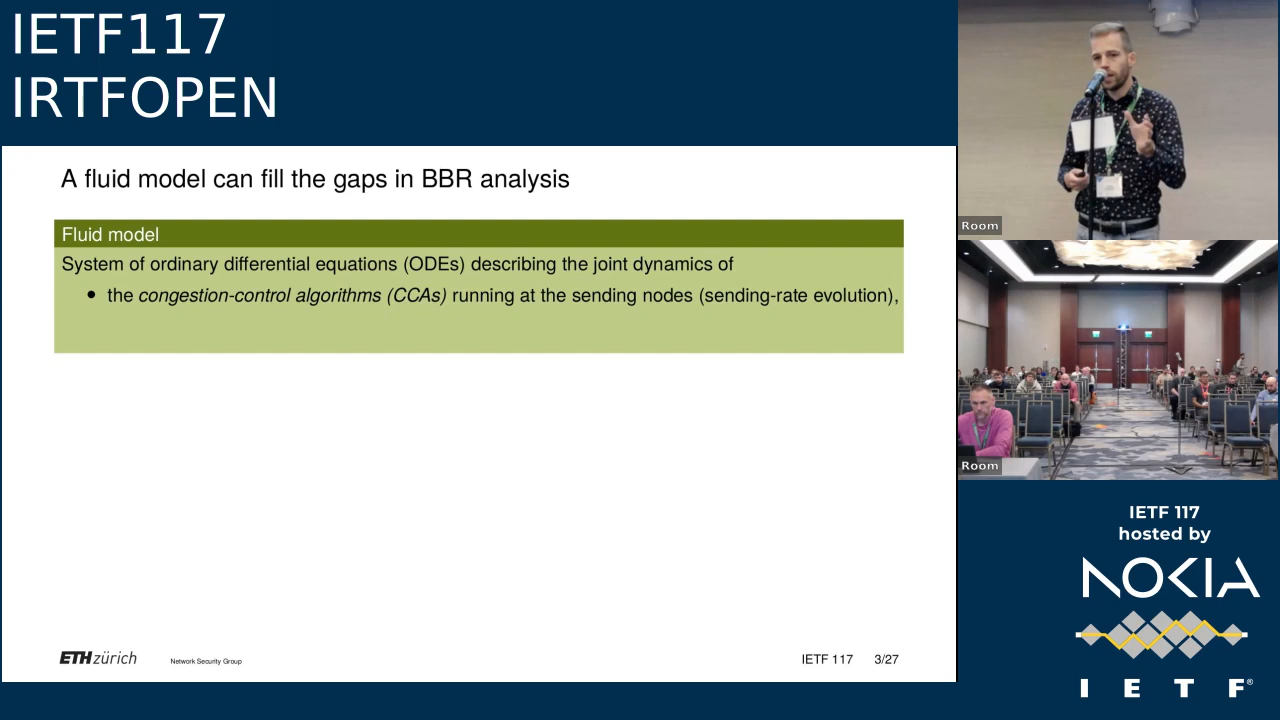 IETF117
IRTFOPEN
A fluid model can fill the gaps in BBR analysis
Fluid model
System of ordinary differential equations (ODEs) describing the joint dynamics of
• the congestion-control algorithms (CCAs) running at the sending nodes (sending-rate evolution),
ETH zürich
Network Security Group
IETF 117 3/27
Room
Room
IETF 117
hosted by
NOKIA
I E T F®